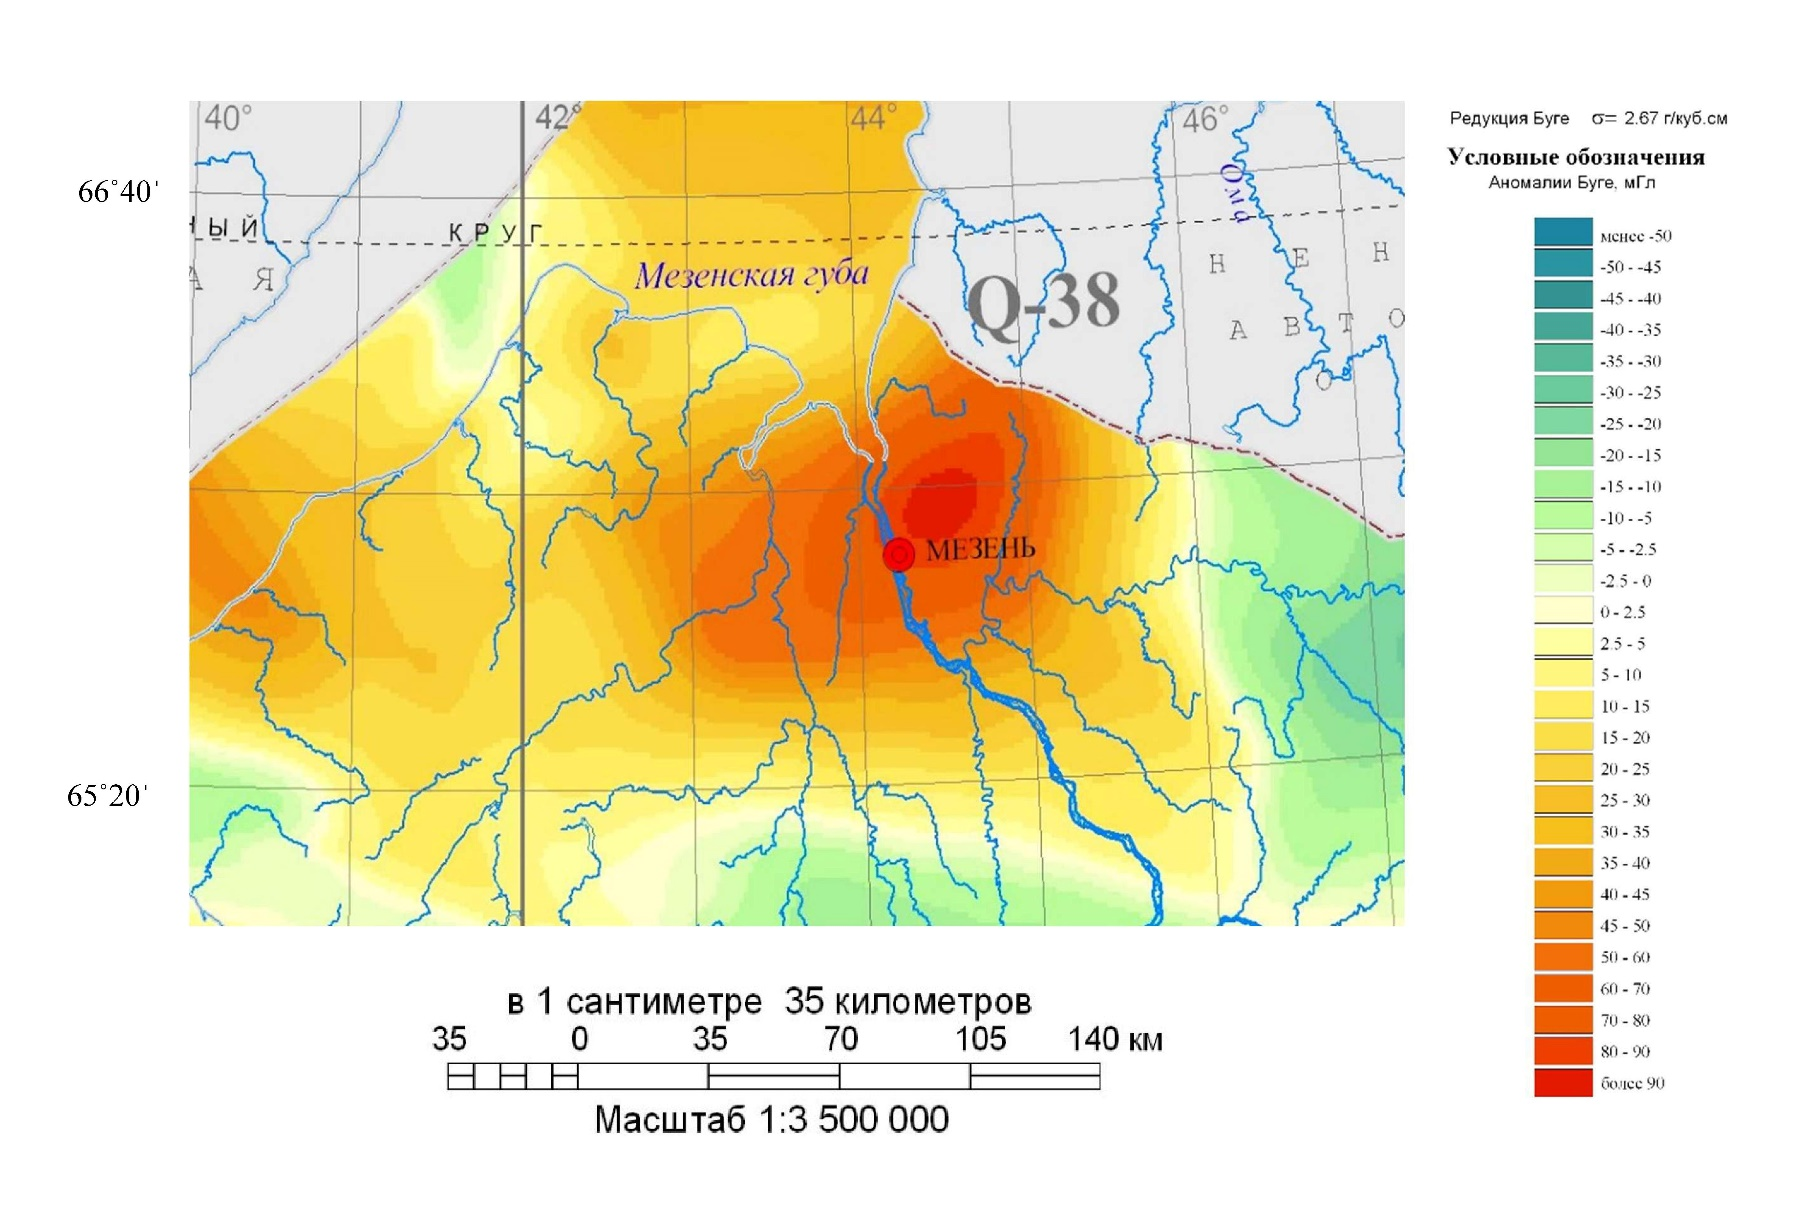 40°
42°
44°
46°
66°40'
НЫЙ
КРУГ
А Я
Мезенская губа
Ома
Q-38
Н Е Н
А В Т О
О
МЕЗЕНЬ
65°20'
в 1 сантиметре 35 километров
35 0 35 70 105 140 км
Масштаб 1:3 500 000
Редукция Буге σ= 2.67 г/куб.см
Условные обозначения
Аномалии Буге, мГл
менее -50
-50 - -45
-45 - -40
-40 - -35
-35 - -30
-30 - -25
-25 - -20
-20 - -15
-15 - -10
-10 - -5
-5 - -2.5
-2.5 - 0
0 - 2.5
2.5 - 5
5 - 10
10 - 15
15 - 20
20 - 25
25 - 30
30 - 35
35 - 40
40 - 45
45 - 50
50 - 60
60 - 70
70 - 80
80 - 90
более 90